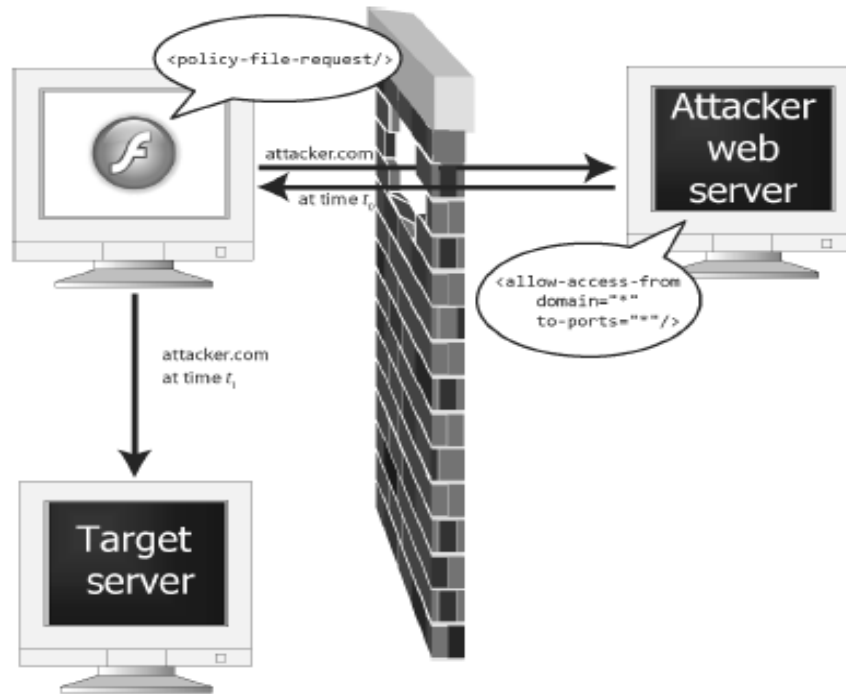 <policy-file-request/>
attacker.com
at time t₀
Attacker
web
server
<allow-access-from
domain="*"
to-ports="*"/>
attacker.com
at time t₁
Target
server